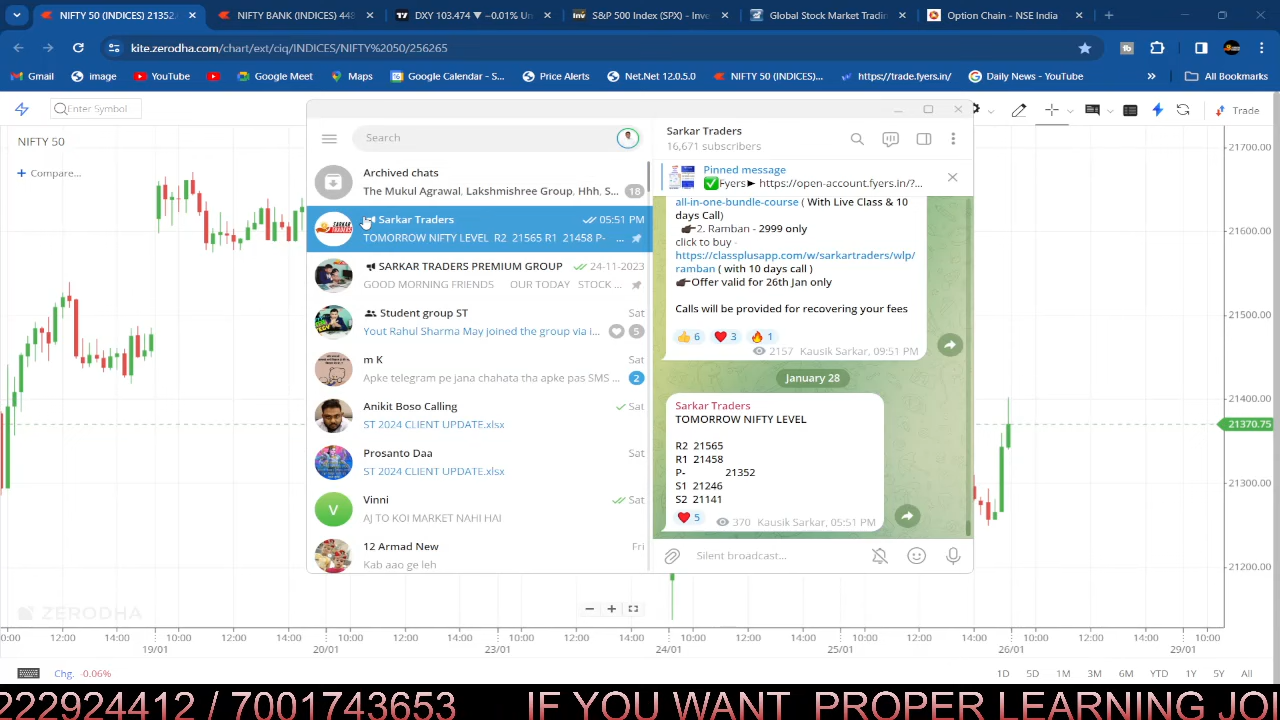 NIFTY 50 (INDICES) 21352
NIFTY BANK (INDICES) 448
DXY 103.474 ▼ −0.01% Un
S&P 500 Index (SPX) - Inve
Global Stock Market Tradin
Option Chain - NSE India
kite.zerodha.com/chart/ext/ciq/INDICES/NIFTY%2050/256265
Gmail
image
YouTube
Google Meet
Maps
Google Calendar - S...
Price Alerts
Net.Net 12.0.5.0
NIFTY 50 (INDICES)...
https://trade.fyers.in/
Daily News - YouTube
All Bookmarks
Enter Symbol
Trade
NIFTY 50
+ Compare...
Search
Archived chats
The Mukul Agrawal, Lakshmishree Group, Hhh, S... 18
Sarkar Traders 05:51 PM
TOMORROW NIFTY LEVEL R2 21565 R1 21458 P- ...
SARKAR TRADERS PREMIUM GROUP 24-11-2023
GOOD MORNING FRIENDS OUR TODAY STOCK ...
Student group ST Sat
Yout Rahul Sharma May joined the group via i... 5
m K Sat
Apke telegram pe jana chahata tha apke pas SMS ... 2
Anikit Boso Calling Sat
ST 2024 CLIENT UPDATE.xlsx
Prosanto Daa Sat
ST 2024 CLIENT UPDATE.xlsx
V
Vinni Sat
AJ TO KOI MARKET NAHI HAI
12 Armad New Fri
Kab aao ge leh
Sarkar Traders
16,671 subscribers
Pinned message
✅Fyers► https://open-account.fyers.in/?...
all-in-one-bundle-course ( With Live Class & 10
days Call)
2. Ramban - 2999 only
click to buy -
https://classplusapp.com/w/sarkartraders/wlp/
ramban ( with 10 days call )
Offer valid for 26th Jan only
Calls will be provided for recovering your fees
👍 6 ❤ 3 🔥 1
2157 Kausik Sarkar, 09:51 PM
January 28
Sarkar Traders
TOMORROW NIFTY LEVEL
R2 21565
R1 21458
P- 21352
S1 21246
S2 21141
❤ 5 370 Kausik Sarkar, 05:51 PM
Silent broadcast...
21700.00
21600.00
21500.00
21400.00
21370.75
21300.00
21200.00
ZERODHA
0:00 12:00 14:00 10:00 12:00 14:00 10:00 12:00 14:00 10:00 12:00 14:00 10:00 12:00 14:00 10:00 12:00 14:00 10:00 12:00 14:00 10:00
19/01 20/01 23/01 24/01 25/01 26/01 29/01
Chg. -0.06%
1D 5D 1M 3M 6M YTD 1Y 5Y All
222924412 / 7001743653 IF YOU WANT PROPER LEARNING JOI